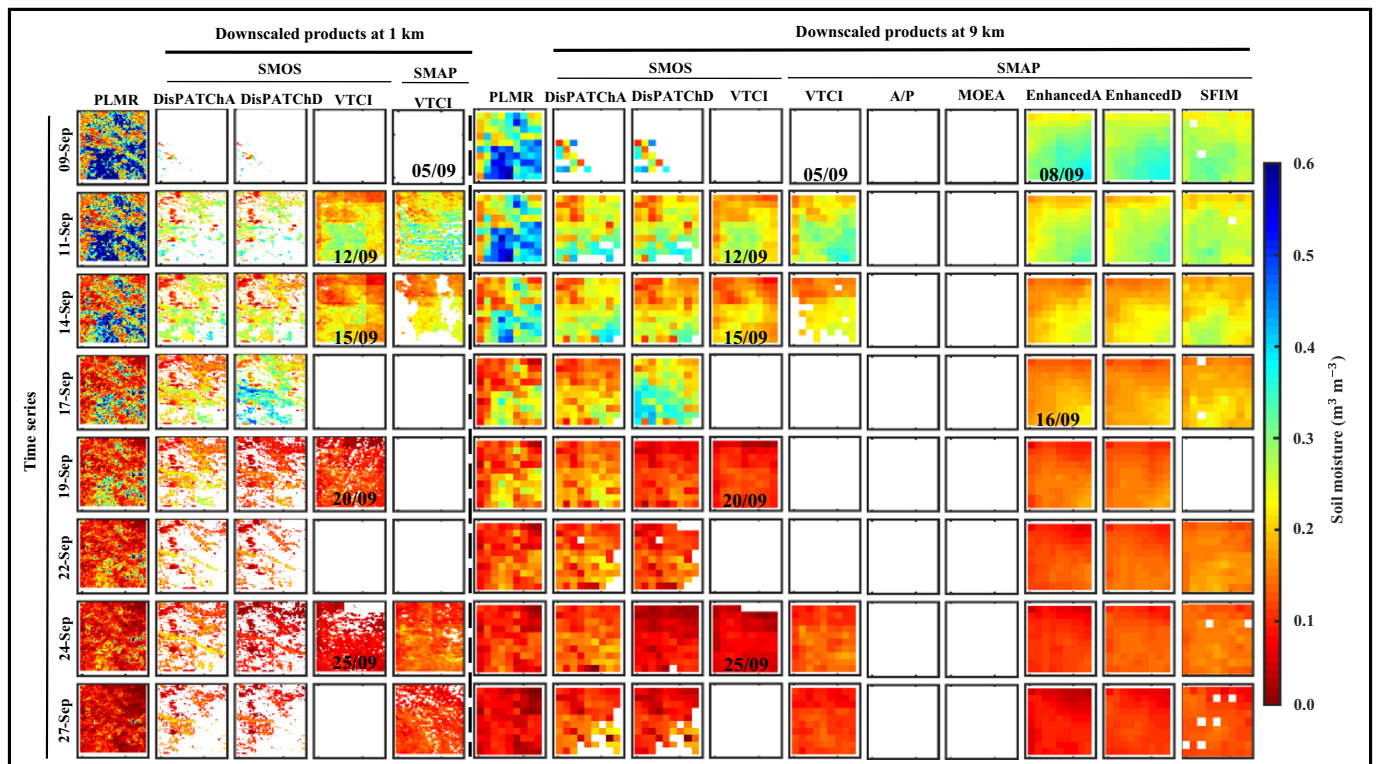 Downscaled products at 1 km Downscaled products at 9 km
SMOS SMAP SMOS SMAP
PLMR DisPATChA DisPATChD VTCI VTCI PLMR DisPATChA DisPATChD VTCI VTCI A/P MOEA EnhancedA EnhancedD SFIM
Time series
09-Sep 05/09 05/09 08/09
11-Sep 12/09 12/09
14-Sep 15/09 15/09
17-Sep 16/09
19-Sep 20/09 20/09
22-Sep
24-Sep 25/09 25/09
27-Sep
0.6
0.5
0.4
0.3
0.2
0.1
0.0
Soil moisture (m³ m⁻³)